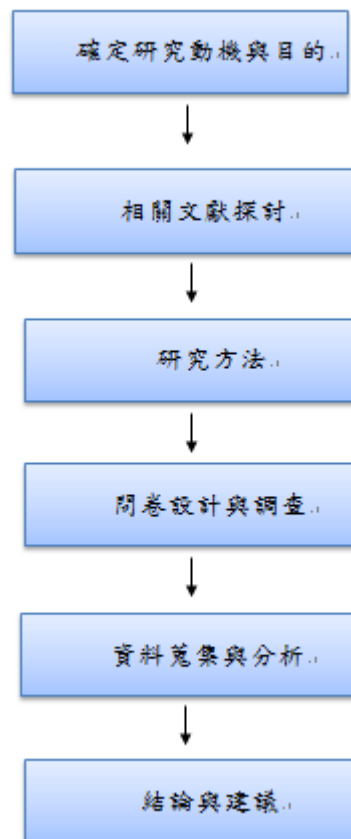 確定研究動機與目的
相關文獻探討
研究方法
問卷設計與調查
資料蒐集與分析
結論與建議